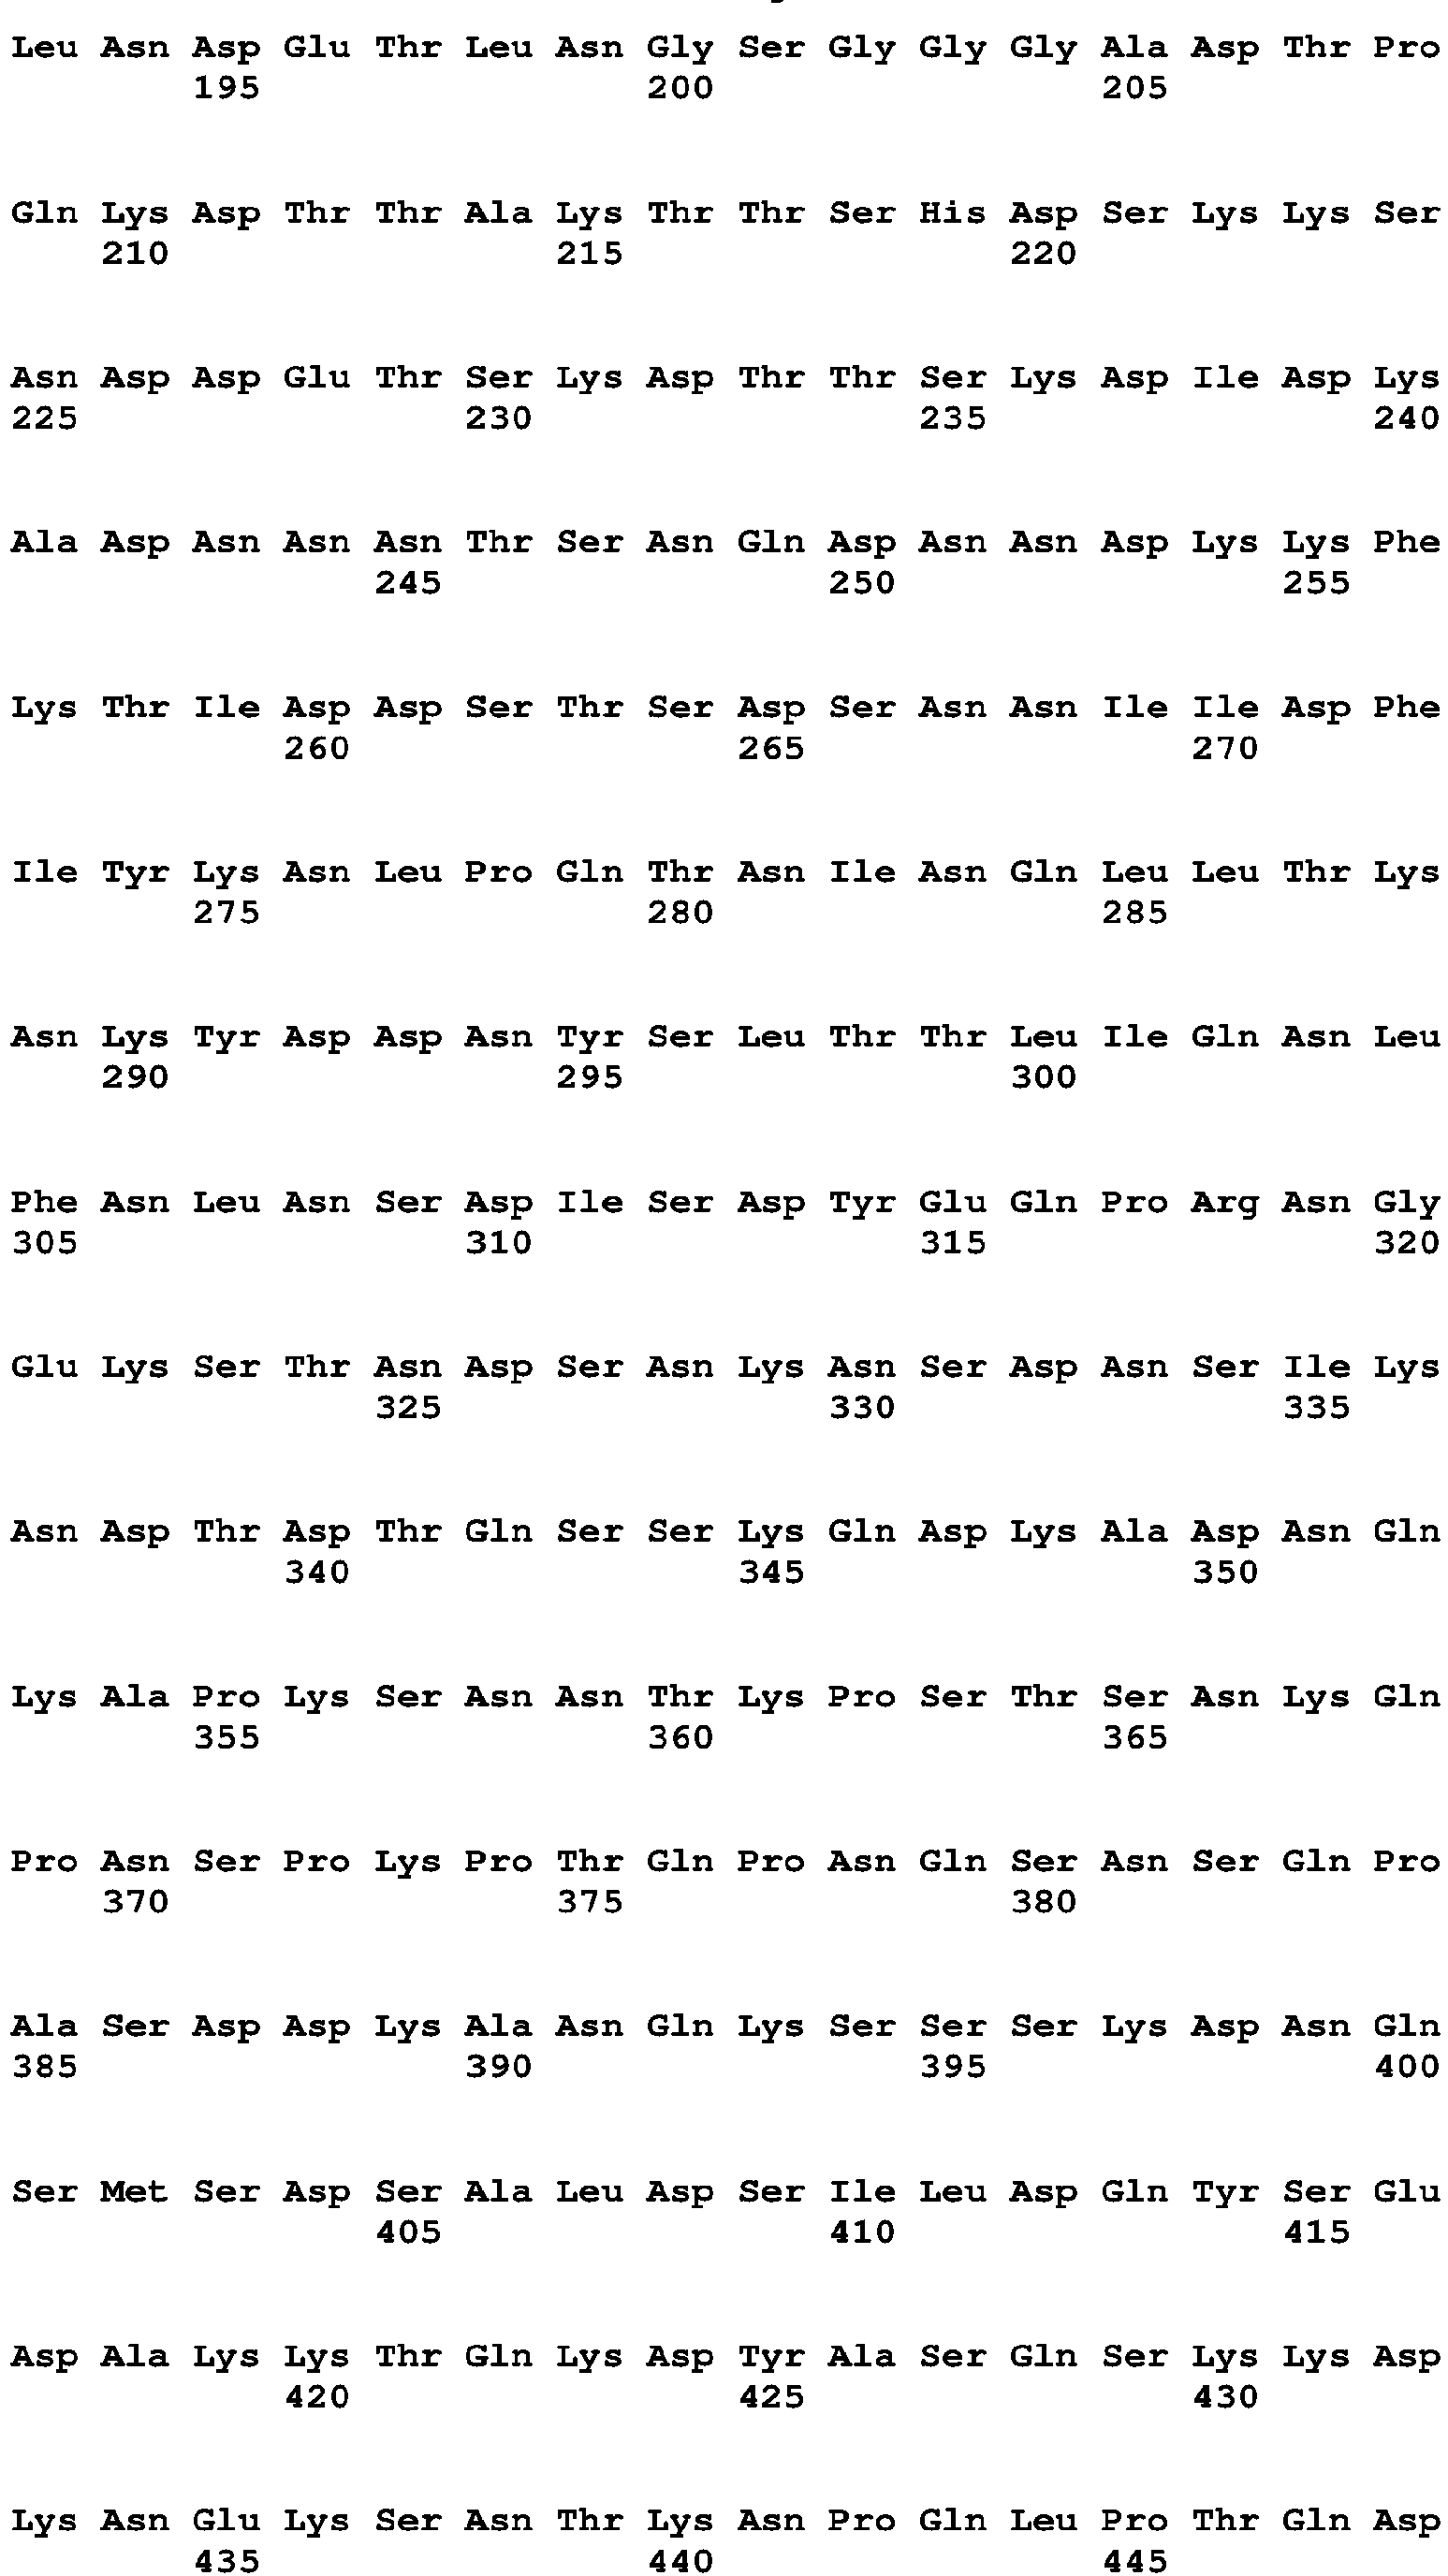 Leu Asn Asp Glu Thr Leu Asn Gly Ser Gly Gly Gly Ala Asp Thr Pro
195 200 205
Gln Lys Asp Thr Thr Ala Lys Thr Thr Ser His Asp Ser Lys Lys Ser
210 215 220
Asn Asp Asp Glu Thr Ser Lys Asp Thr Thr Ser Lys Asp Ile Asp Lys
225 230 235 240
Ala Asp Asn Asn Asn Thr Ser Asn Gln Asp Asn Asn Asp Lys Lys Phe
245 250 255
Lys Thr Ile Asp Asp Ser Thr Ser Asp Ser Asn Asn Ile Ile Asp Phe
260 265 270
Ile Tyr Lys Asn Leu Pro Gln Thr Asn Ile Asn Gln Leu Leu Thr Lys
275 280 285
Asn Lys Tyr Asp Asp Asn Tyr Ser Leu Thr Thr Leu Ile Gln Asn Leu
290 295 300
Phe Asn Leu Asn Ser Asp Ile Ser Asp Tyr Glu Gln Pro Arg Asn Gly
305 310 315 320
Glu Lys Ser Thr Asn Asp Ser Asn Lys Asn Ser Asp Asn Ser Ile Lys
325 330 335
Asn Asp Thr Asp Thr Gln Ser Ser Lys Gln Asp Lys Ala Asp Asn Gln
340 345 350
Lys Ala Pro Lys Ser Asn Asn Thr Lys Pro Ser Thr Ser Asn Lys Gln
355 360 365
Pro Asn Ser Pro Lys Pro Thr Gln Pro Asn Gln Ser Asn Ser Gln Pro
370 375 380
Ala Ser Asp Asp Lys Ala Asn Gln Lys Ser Ser Ser Lys Asp Asn Gln
385 390 395 400
Ser Met Ser Asp Ser Ala Leu Asp Ser Ile Leu Asp Gln Tyr Ser Glu
405 410 415
Asp Ala Lys Lys Thr Gln Lys Asp Tyr Ala Ser Gln Ser Lys Lys Asp
420 425 430
Lys Asn Glu Lys Ser Asn Thr Lys Asn Pro Gln Leu Pro Thr Gln Asp
435 440 445